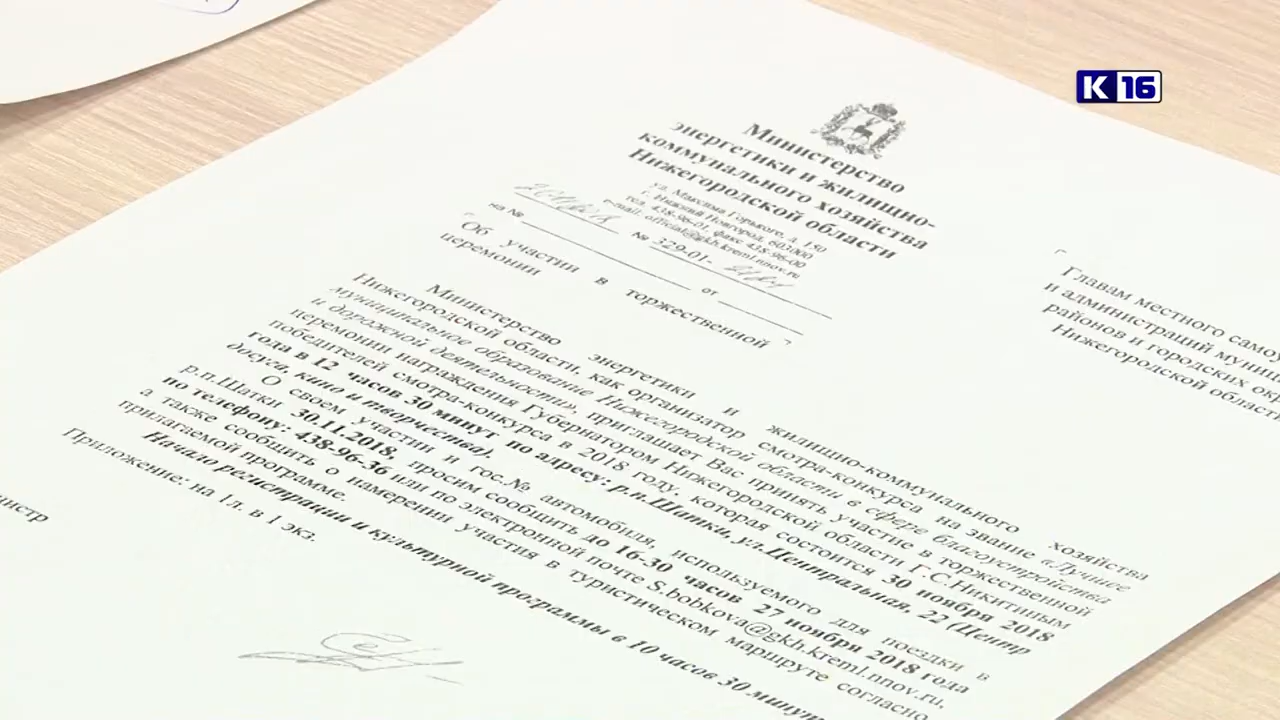 К 16
Министерство
энергетики и жилищно-
коммунального хозяйства
Нижегородской области
ул. Максима Горького, д. 150
г. Нижний Новгород, 603000
тел. 438-96-01, факс 438-96-00
e-mail: official@gkh.kreml.nnov.ru
№ 329-01-
на № от
Об участии в торжественной
церемонии
Главам местного самоу
и администраций муници
районов и городских окр
Нижегородской област
Министерство энергетики и жилищно-коммунального хозяйства
Нижегородской области, как организатор смотра-конкурса на звание «Лучшее
муниципальное образование Нижегородской области в сфере благоустройства
и дорожной деятельности», приглашает Вас принять участие в торжественной
церемонии награждения Губернатором Нижегородской области Г.С.Никитиным
победителей смотра-конкурса в 2018 году, которая состоится 30 ноября 2018
года в 12 часов 30 минут по адресу: р.п.Шатки, ул.Центральная, 22 (Центр
досуга, кино и творчества).
О своем участии и гос.№ автомобиля, используемого для поездки в
р.п.Шатки 30.11.2018, просим сообщить до 16-30 часов 27 ноября 2018 года
по телефону: 438-96-36 или по электронной почте S.bobkova@gkh.kreml.nnov.ru,
а также сообщить о намерении участия в туристическом маршруте согласно
прилагаемой программе.
Начало регистрации и культурной программы в 10 часов 30 минут
Приложение: на 1л. в 1 экз.
нистр